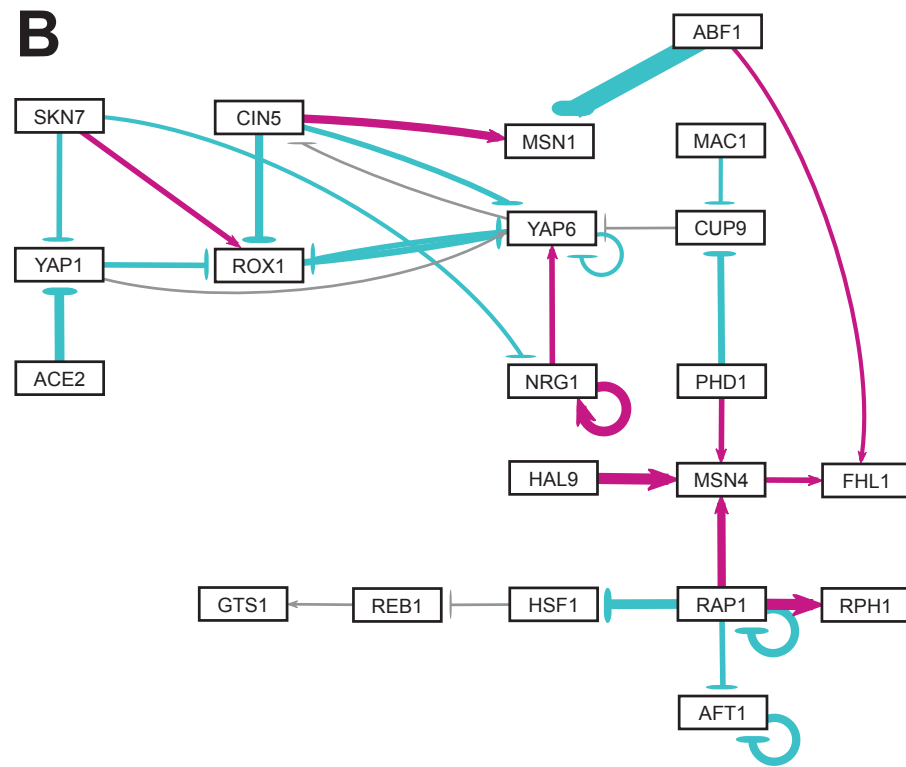 B
ABF1
SKN7
CIN5
MSN1
MAC1
YAP6
CUP9
YAP1
ROX1
ACE2
NRG1
PHD1
HAL9
MSN4
FHL1
GTS1
REB1
HSF1
RAP1
RPH1
AFT1